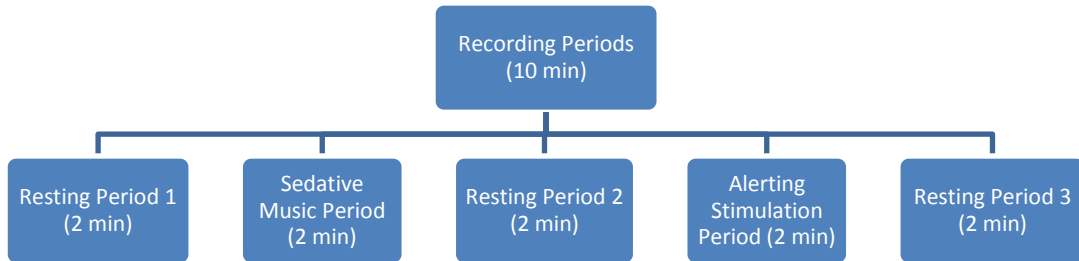 Recording Periods
(10 min)
Resting Period 1
(2 min)
Sedative
Music Period
(2 min)
Resting Period 2
(2 min)
Alerting
Stimulation
Period (2 min)
Resting Period 3
(2 min)